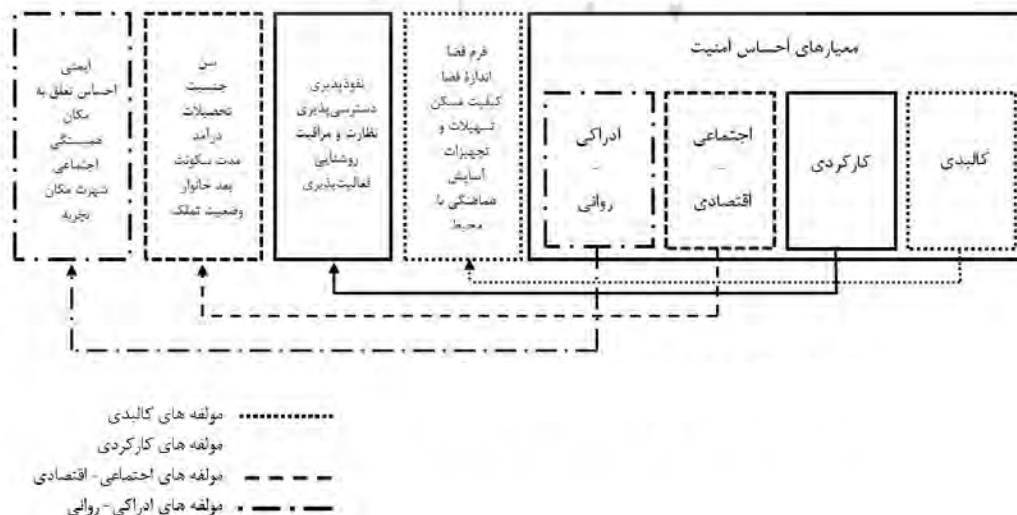 معیارهای احساس امنیت
کالبدی
کارکردی
اجتماعی
-
اقتصادی
ادراکی
-
روانی
فرم فضا
اندازهٔ فضا
کیفیت مسکن
تسهیلات و
تجهیزات
آسایش
هماهنگی با
محیط
نفوذپذیری
دسترسی‌پذیری
نظارت و مراقبت
روشنایی
فعالیت‌پذیری
سن
جنسیت
تحصیلات
درآمد
مدت سکونت
بعد خانوار
وضعیت تملک
ایمنی
احساس تعلق به
مکان
همبستگی
اجتماعی
شهرت مکان
تجربه
مولفه های کالبدی
مولفه های کارکردی
مولفه های اجتماعی- اقتصادی
مولفه های ادراکی- روانی